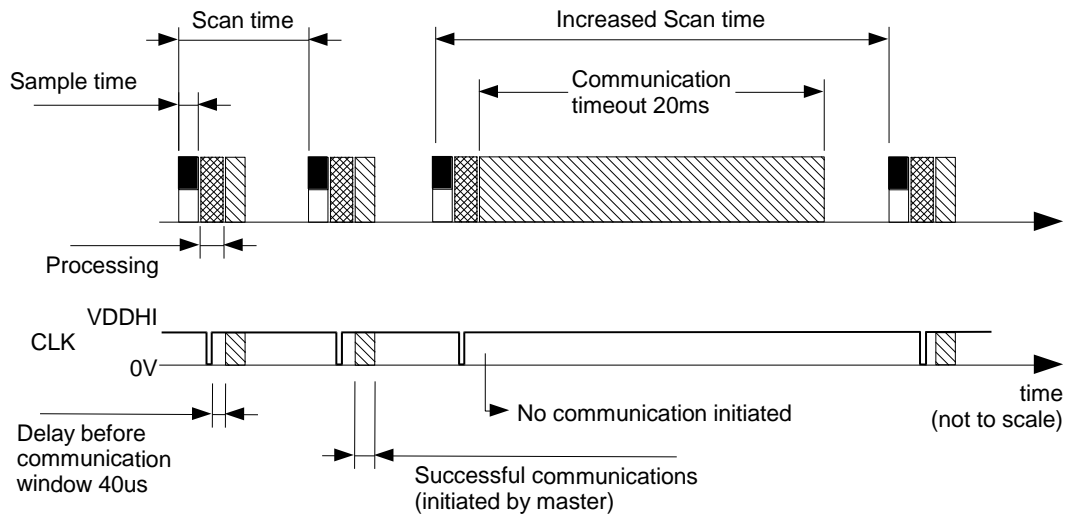 Scan time
Increased Scan time
Sample time
Communication
timeout 20ms
Processing
VDDHI
CLK
0V
time
(not to scale)
No communication initiated
Delay before
communication
window 40us
Successful communications
(initiated by master)